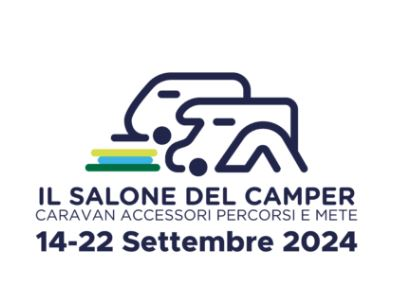 IL SALONE DEL CAMPER
CARAVAN ACCESSORI PERCORSI E METE
14-22 Settembre 2024